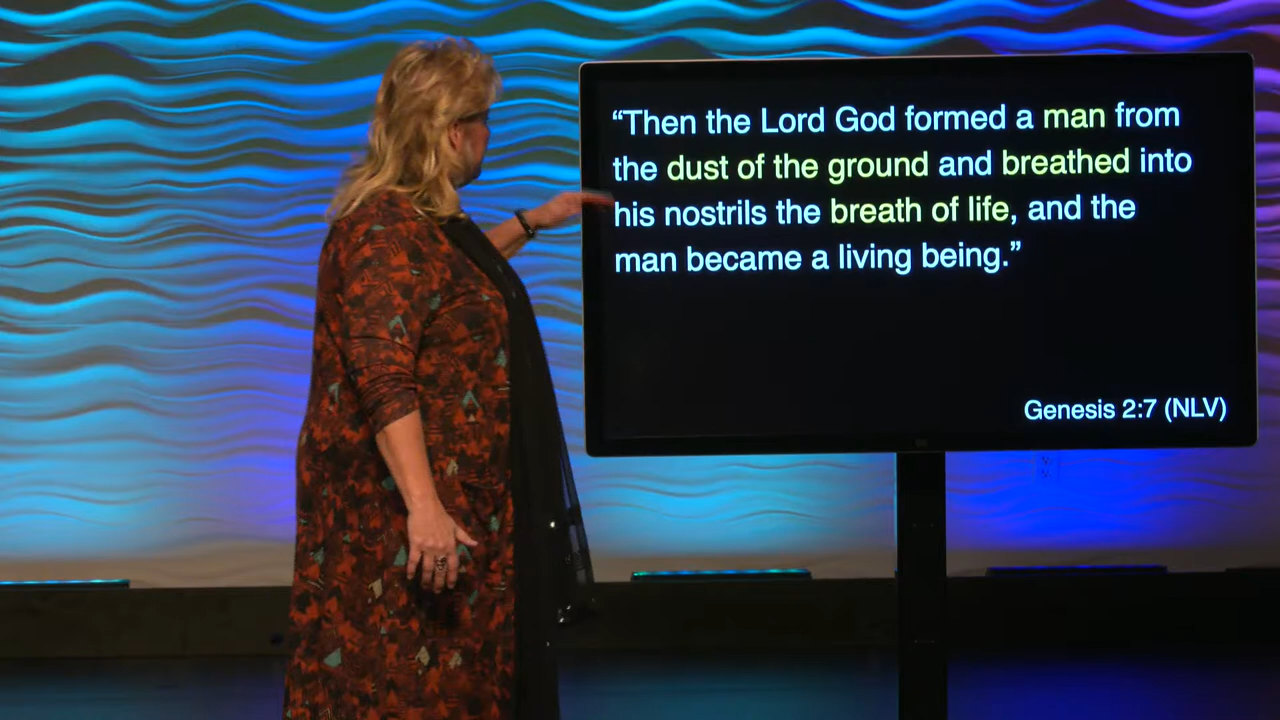 “Then the Lord God formed a man from
the dust of the ground and breathed into
his nostrils the breath of life, and the
man became a living being.”
Genesis 2:7 (NLV)